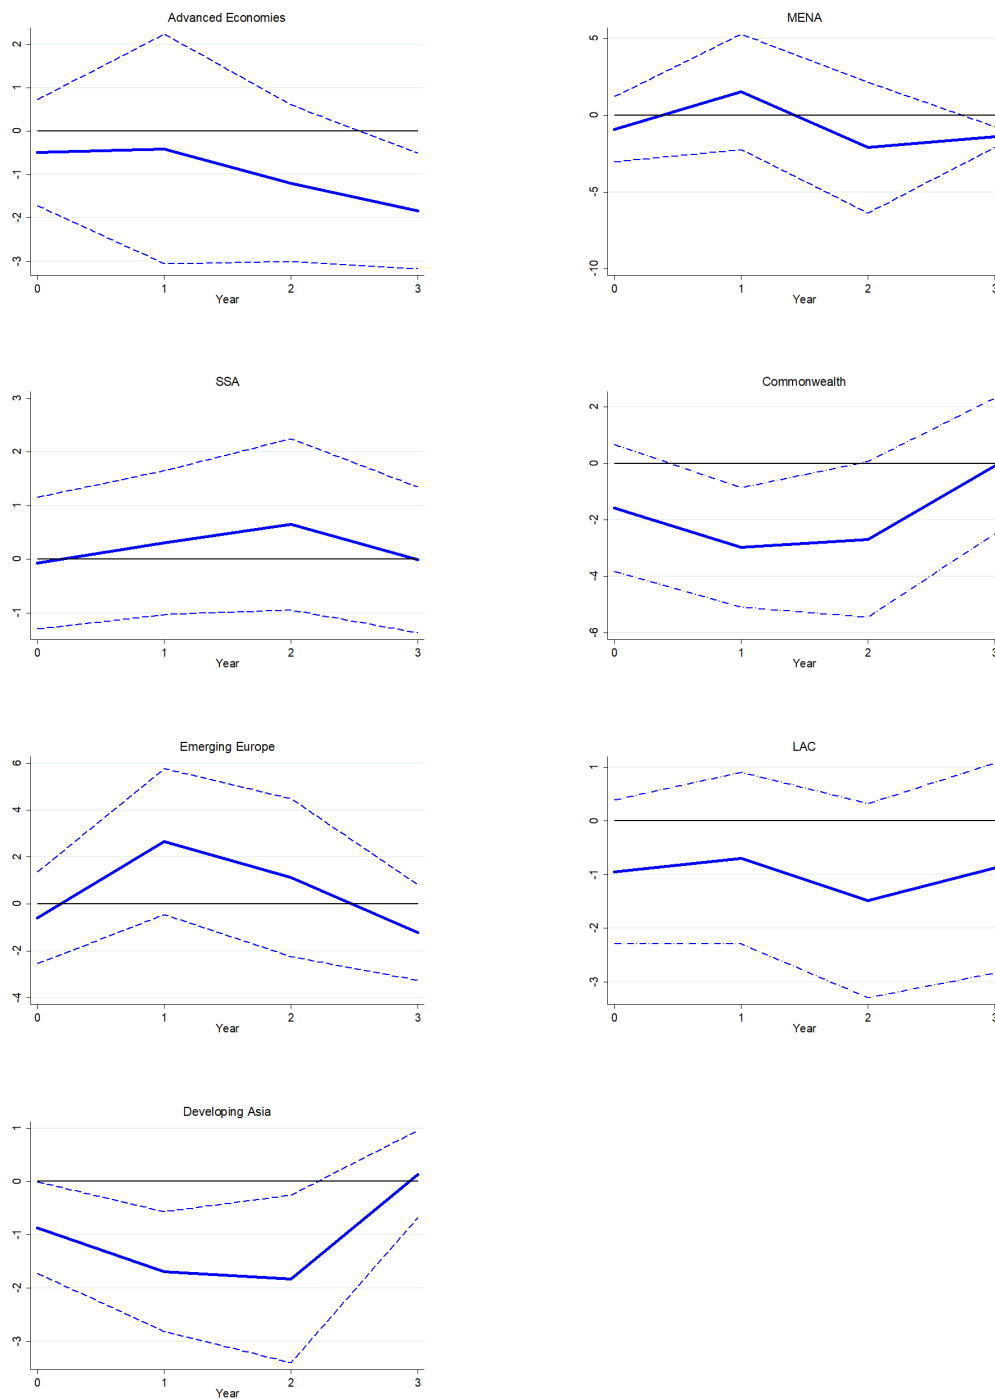 Advanced Economies
2
1
0
-1
-2
-3
0 1 2 3
Year
MENA
5
0
-5
-10
0 1 2 3
Year
SSA
3
2
1
0
-1
0 1 2 3
Year
Commonwealth
2
0
-2
-4
-6
0 1 2 3
Year
Emerging Europe
6
4
2
0
-2
-4
0 1 2 3
Year
LAC
1
0
-1
-2
-3
0 1 2 3
Year
Developing Asia
1
0
-1
-2
-3
0 1 2 3
Year